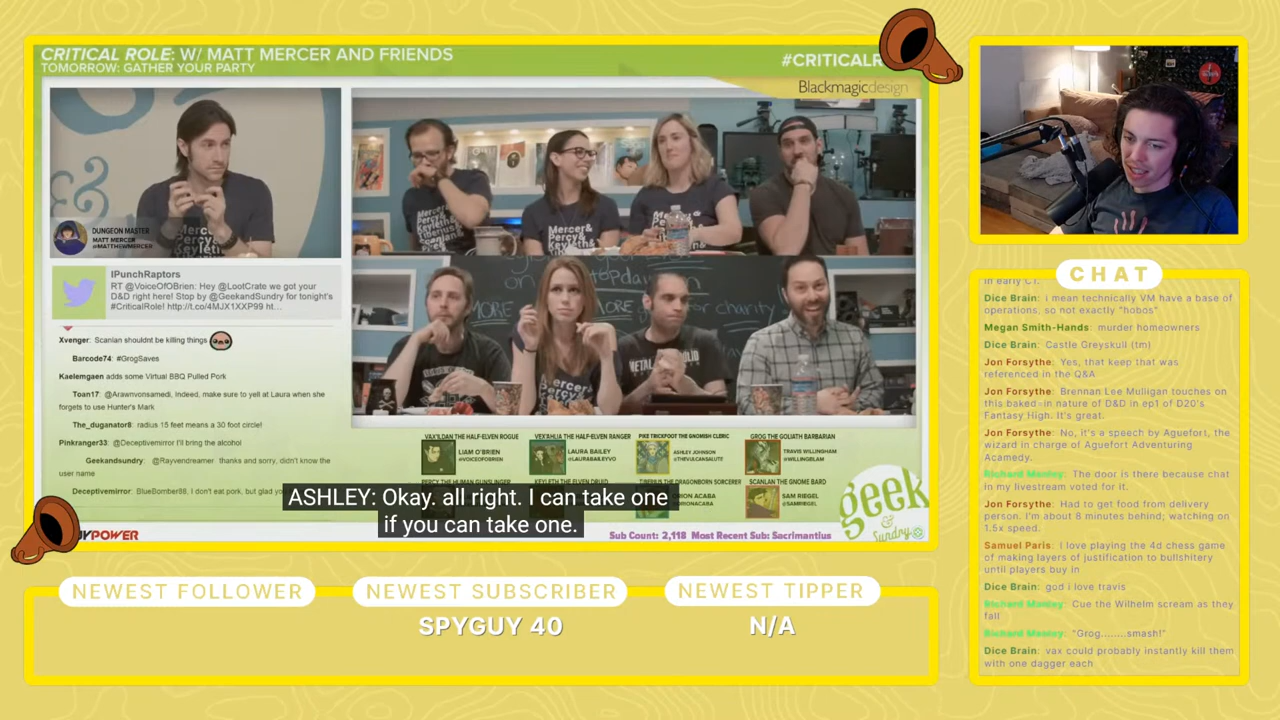 CRITICAL ROLE: W/ MATT MERCER AND FRIENDS
TOMORROW: GATHER YOUR PARTY
#CRITICALR
Blackmagicdesign
DUNGEON MASTER
MATT MERCER
@MATTHEWMERCER
IPunchRaptors
RT @VoiceOfOBrien: Hey @LootCrate we got your
D&D right here! Stop by @GeekandSundry for tonight's
#CriticalRole! http://t.co/4MJX1XXP99 ht...
Xvenger: Scanlan shouldnt be killing things
Barcode74: #GrogSaves
Kaelemgaen adds some Virtual BBQ Pulled Pork
Toan17: @Arawnvonsamedi, Indeed, make sure to yell at Laura when she
forgets to use Hunter's Mark
The_duganator8: radius 15 feet means a 30 foot circle!
Pinkranger33: @Deceptivemirror I'll bring the alcohol
Geekandsundry: @Rayvendreamer thanks and sorry, didn't know the
user name
Deceptivemirror: BlueBomber88, I don't eat pork, but glad yo
VAX'ILDAN THE HALF-ELVEN ROGUE
LIAM O'BRIEN
@VOICEOFOBRIEN
VEX'AHLIA THE HALF-ELVEN RANGER
LAURA BAILEY
@LAURABAILEYVO
PIKE TRICKFOOT THE GNOMISH CLERIC
ASHLEY JOHNSON
@THEVULCANSALUTE
GROG THE GOLIATH BARBARIAN
TRAVIS WILLINGHAM
@WILLINGBLAM
PERCY THE HUMAN GUNSLINGER
KEYLETH THE ELVEN DRUID
TIBERIUS THE DRAGONBORN SORCERER
ORION ACABA
@ORIONACABA
SCANLAN THE GNOME BARD
SAM RIEGEL
@SAMRIEGEL
ASHLEY: Okay. all right. I can take one
if you can take one.
YPOWER
Sub Count: 2,118 Most Recent Sub: Sacrimantius
geek
& Sundry
NEWEST FOLLOWER
NEWEST SUBSCRIBER
SPYGUY 40
NEWEST TIPPER
N/A
CHAT
in early C1.
Dice Brain: i mean technically VM have a base of
operations, so not exactly "hobos"
Megan Smith-Hands: murder homeowners
Dice Brain: Castle Greyskull (tm)
Jon Forsythe: Yes, that keep that was
referenced in the Q&A
Jon Forsythe: Brennan Lee Mulligan touches on
this baked-in nature of D&D in ep1 of D20's
Fantasy High. It's great.
Jon Forsythe: No, it's a speech by Aguefort, the
wizard in charge of Aguefort Adventuring
Acamedy.
Richard Manley: The door is there because chat
in my livestream voted for it.
Jon Forsythe: Had to get food from delivery
person. I'm about 8 minutes behind; watching on
1.5x speed.
Samuel Paris: I love playing the 4d chess game
of making layers of justification to bullshitery
until players buy in
Dice Brain: god i love travis
Richard Manley: Cue the Wilhelm scream as they
fall
Richard Manley: "Grog........smash!"
Dice Brain: vax could probably instantly kill them
with one dagger each